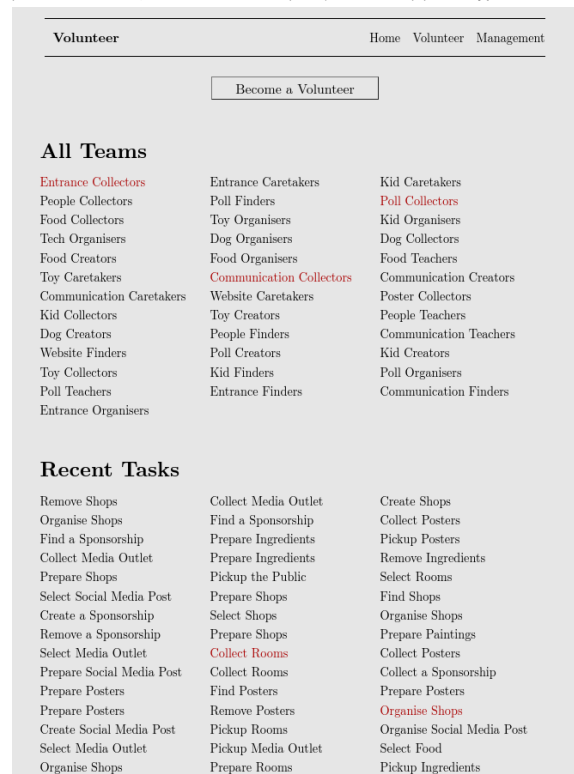 Volunteer
Home Volunteer Management
Become a Volunteer
All Teams
Entrance Collectors Entrance Caretakers Kid Caretakers
People Collectors Poll Finders Poll Collectors
Food Collectors Toy Organisers Kid Organisers
Tech Organisers Dog Organisers Dog Collectors
Food Creators Food Organisers Food Teachers
Toy Caretakers Communication Collectors Communication Creators
Communication Caretakers Website Caretakers Poster Collectors
Kid Collectors Toy Creators People Teachers
Dog Creators People Finders Communication Teachers
Website Finders Poll Creators Kid Creators
Toy Collectors Kid Finders Poll Organisers
Poll Teachers Entrance Finders Communication Finders
Entrance Organisers
Recent Tasks
Remove Shops Collect Media Outlet Create Shops
Organise Shops Find a Sponsorship Collect Posters
Find a Sponsorship Prepare Ingredients Pickup Posters
Collect Media Outlet Prepare Ingredients Remove Ingredients
Prepare Shops Pickup the Public Select Rooms
Select Social Media Post Prepare Shops Find Shops
Create a Sponsorship Select Shops Organise Shops
Remove a Sponsorship Prepare Shops Prepare Paintings
Select Media Outlet Collect Rooms Collect Posters
Prepare Social Media Post Collect Rooms Collect a Sponsorship
Prepare Posters Find Posters Prepare Posters
Prepare Posters Remove Posters Organise Shops
Create Social Media Post Pickup Rooms Organise Social Media Post
Select Media Outlet Pickup Media Outlet Select Food
Organise Shops Prepare Rooms Pickup Ingredients